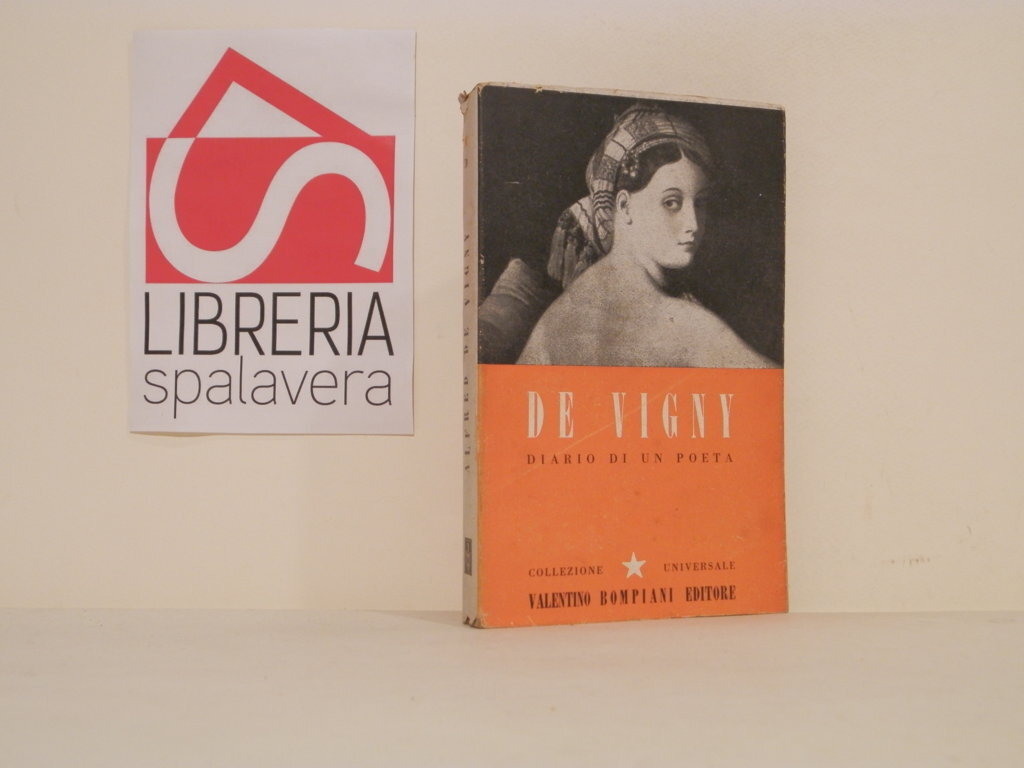 LIBRERIA
spalavera
ALFRED DE VIGNY
DE VIGNY
DIARIO DI UN POETA
COLLEZIONE UNIVERSALE
VALENTINO BOMPIANI EDITORE